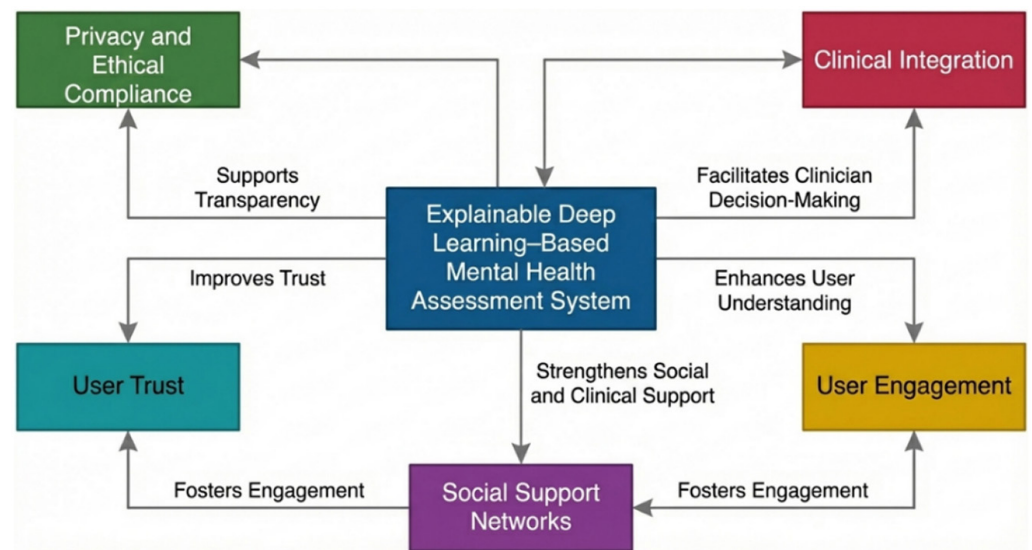 Privacy and
Ethical
Compliance
Clinical Integration
Supports
Transparency
Facilitates Clinician
Decision-Making
Explainable Deep
Learning–Based
Mental Health
Assessment System
Improves Trust
Enhances User
Understanding
User Trust
Strengthens Social
and Clinical Support
User Engagement
Fosters Engagement
Social Support
Networks
Fosters Engagement